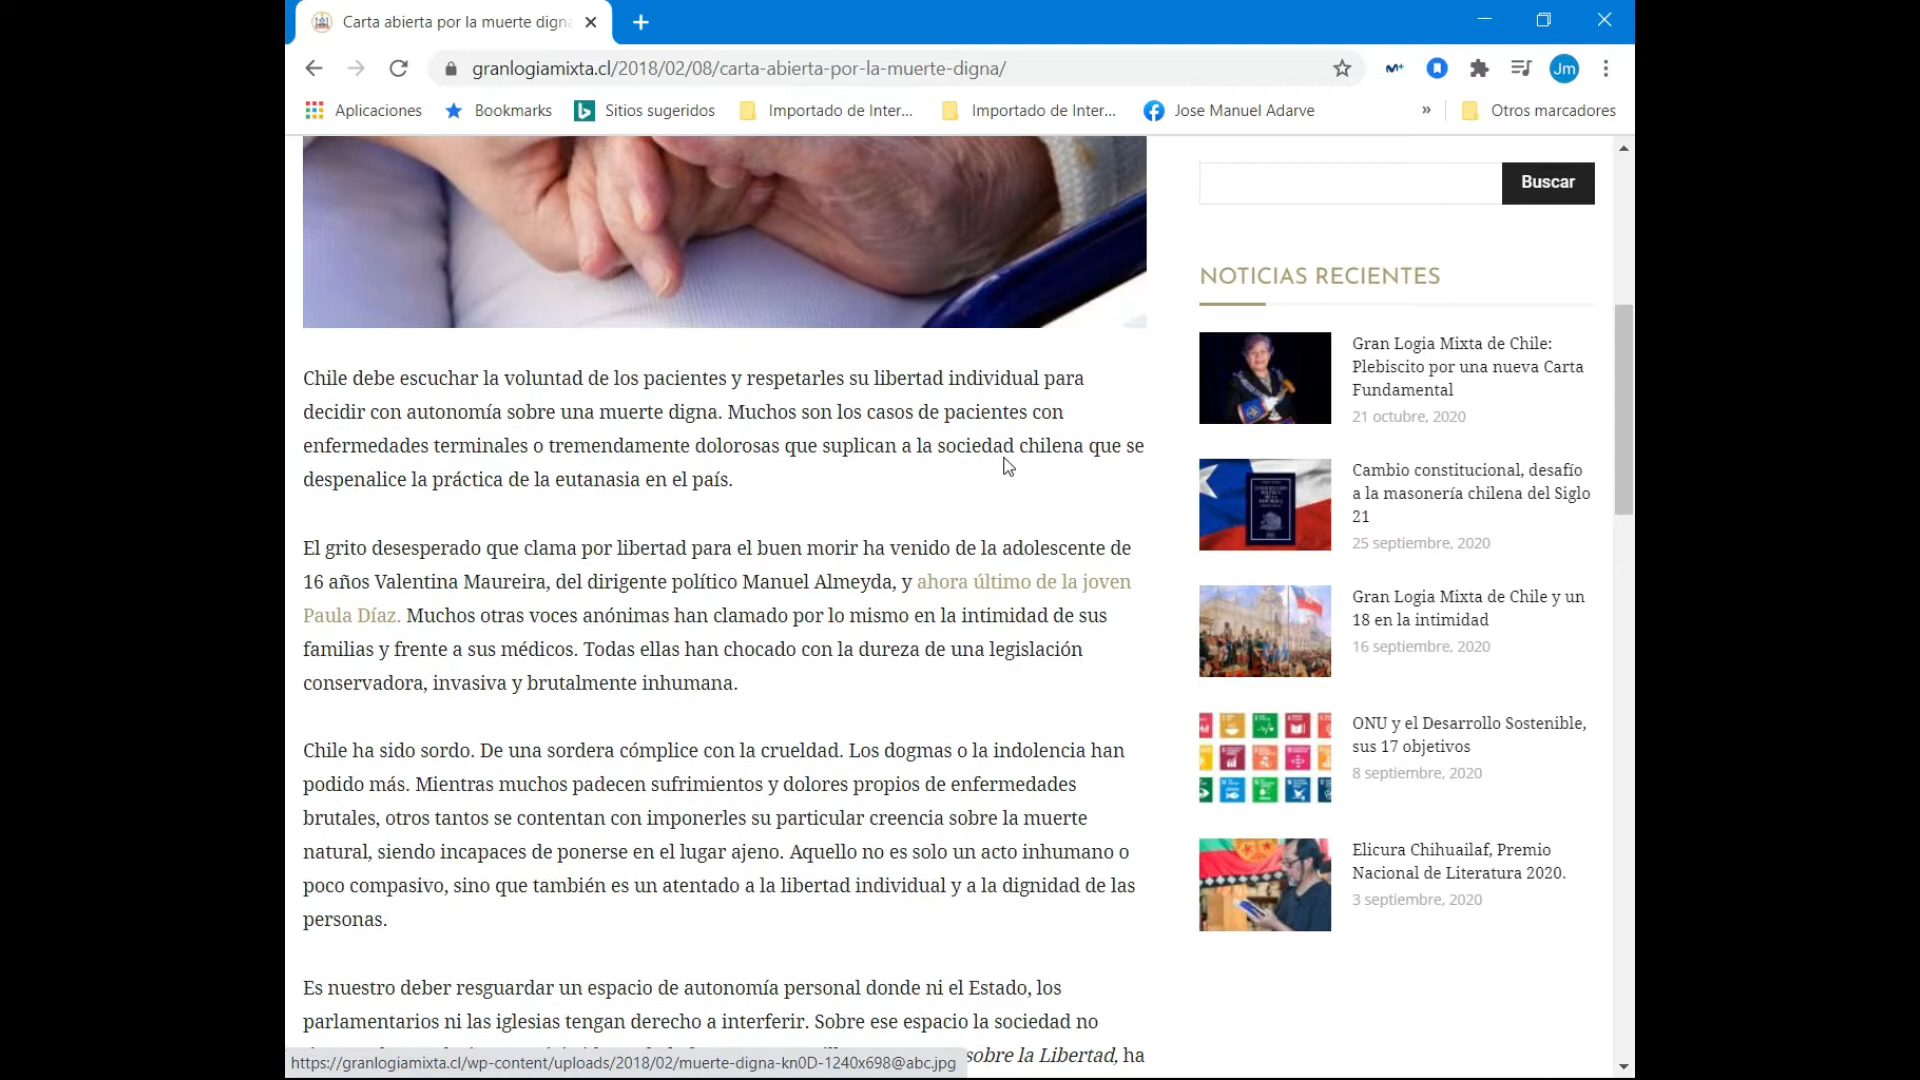 Carta abierta por la muerte dign
granlogiamixta.cl/2018/02/08/carta-abierta-por-la-muerte-digna/
Jm
Aplicaciones
Bookmarks
Sitios sugeridos
Importado de Inter...
Importado de Inter...
Jose Manuel Adarve
»
Otros marcadores
Chile debe escuchar la voluntad de los pacientes y respetarles su libertad individual para
decidir con autonomía sobre una muerte digna. Muchos son los casos de pacientes con
enfermedades terminales o tremendamente dolorosas que suplican a la sociedad chilena que se
despenalice la práctica de la eutanasia en el país.
El grito desesperado que clama por libertad para el buen morir ha venido de la adolescente de
16 años Valentina Maureira, del dirigente político Manuel Almeyda, y ahora último de la joven
Paula Díaz. Muchos otras voces anónimas han clamado por lo mismo en la intimidad de sus
familias y frente a sus médicos. Todas ellas han chocado con la dureza de una legislación
conservadora, invasiva y brutalmente inhumana.
Chile ha sido sordo. De una sordera cómplice con la crueldad. Los dogmas o la indolencia han
podido más. Mientras muchos padecen sufrimientos y dolores propios de enfermedades
brutales, otros tantos se contentan con imponerles su particular creencia sobre la muerte
natural, siendo incapaces de ponerse en el lugar ajeno. Aquello no es solo un acto inhumano o
poco compasivo, sino que también es un atentado a la libertad individual y a la dignidad de las
personas.
Es nuestro deber resguardar un espacio de autonomía personal donde ni el Estado, los
parlamentarios ni las iglesias tengan derecho a interferir. Sobre ese espacio la sociedad no
sobre la Libertad, ha
https://granlogiamixta.cl/wp-content/uploads/2018/02/muerte-digna-kn0D-1240x698@abc.jpg
Buscar
NOTICIAS RECIENTES
Gran Logia Mixta de Chile:
Plebiscito por una nueva Carta
Fundamental
21 octubre, 2020
Cambio constitucional, desafío
a la masonería chilena del Siglo
21
25 septiembre, 2020
Gran Logia Mixta de Chile y un
18 en la intimidad
16 septiembre, 2020
ONU y el Desarrollo Sostenible,
sus 17 objetivos
8 septiembre, 2020
Elicura Chihuailaf, Premio
Nacional de Literatura 2020.
3 septiembre, 2020